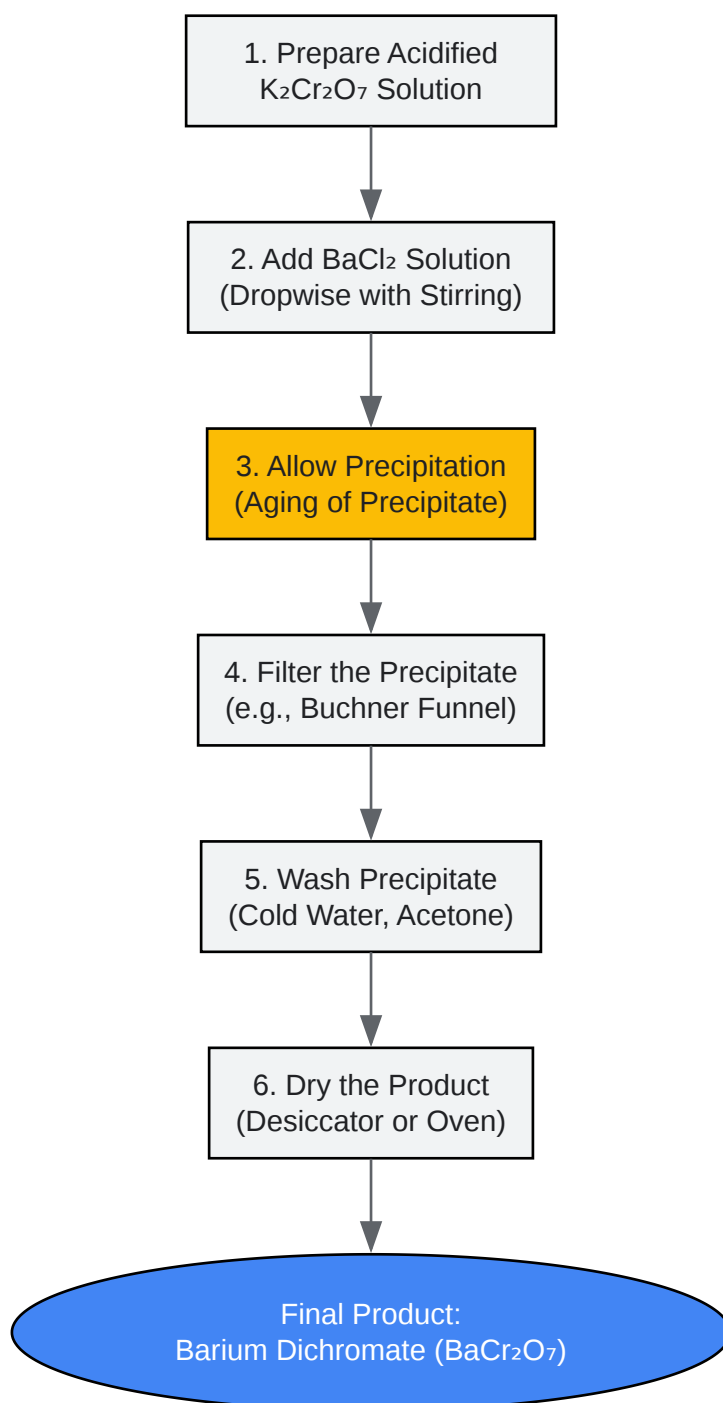 1. Prepare Acidified
K₂Cr₂O₇ Solution
2. Add BaCl₂ Solution
(Dropwise with Stirring)
3. Allow Precipitation
(Aging of Precipitate)
4. Filter the Precipitate
(e.g., Buchner Funnel)
5. Wash Precipitate
(Cold Water, Acetone)
6. Dry the Product
(Desiccator or Oven)
Final Product:
Barium Dichromate (BaCr₂O₇)